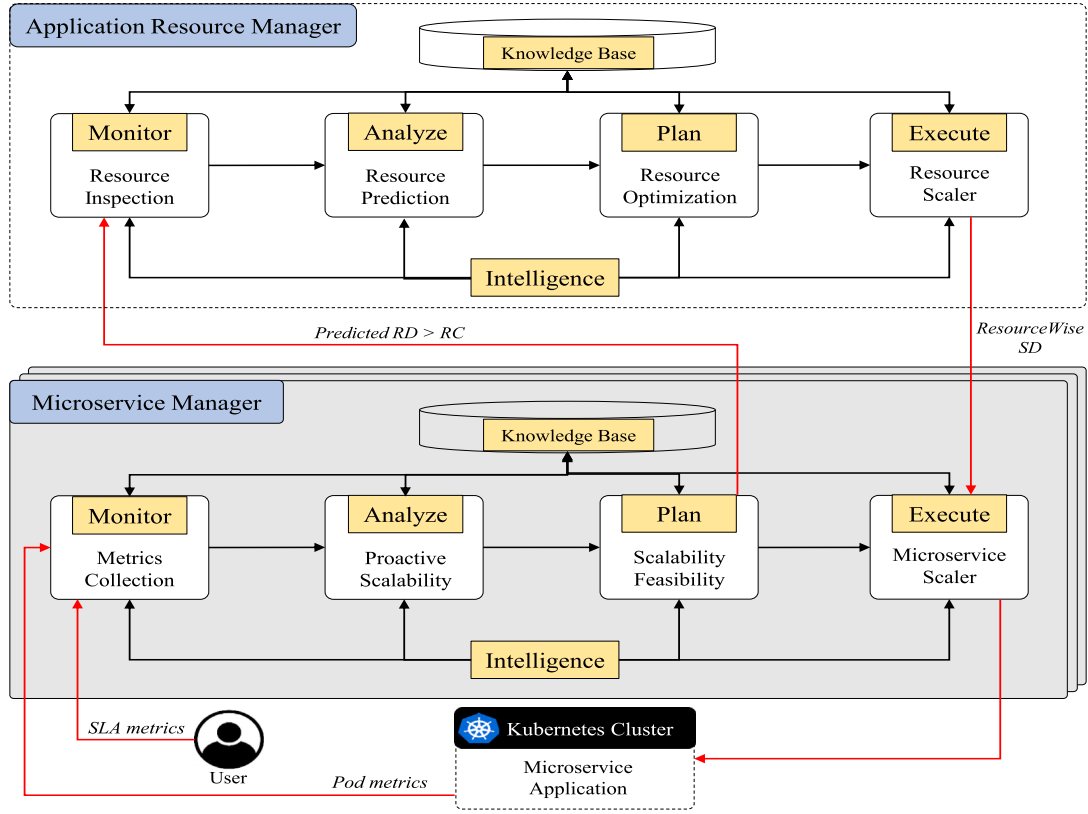 Application Resource Manager
Knowledge Base
Monitor
Resource
Inspection
Analyze
Resource
Prediction
Plan
Resource
Optimization
Execute
Resource
Scaler
Intelligence
Predicted RD > RC
ResourceWise
SD
Microservice Manager
Knowledge Base
Monitor
Metrics
Collection
Analyze
Proactive
Scalability
Plan
Scalability
Feasibility
Execute
Microservice
Scaler
Intelligence
SLA metrics
User
Pod metrics
Kubernetes Cluster
Microservice
Application